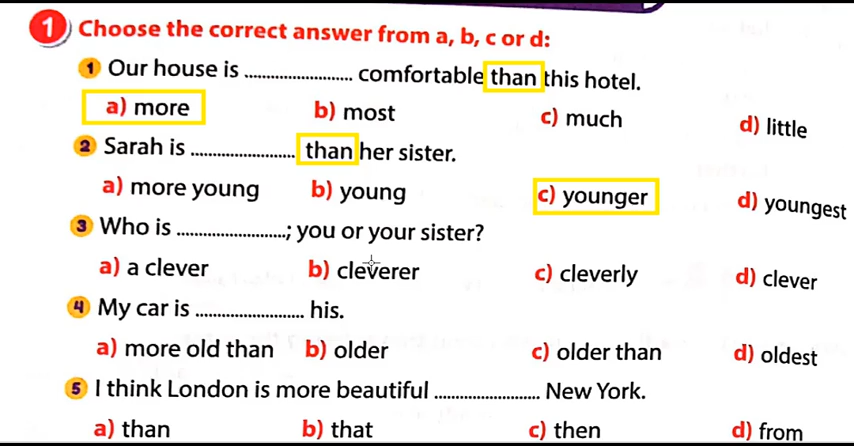 1 Choose the correct answer from a, b, c or d:
1 Our house is ........................ comfortable than this hotel.
a) more b) most c) much d) little
2 Sarah is ........................ than her sister.
a) more young b) young c) younger d) youngest
3 Who is ........................; you or your sister?
a) a clever b) cleverer c) cleverly d) clever
4 My car is ........................ his.
a) more old than b) older c) older than d) oldest
5 I think London is more beautiful ........................ New York.
a) than b) that c) then d) from